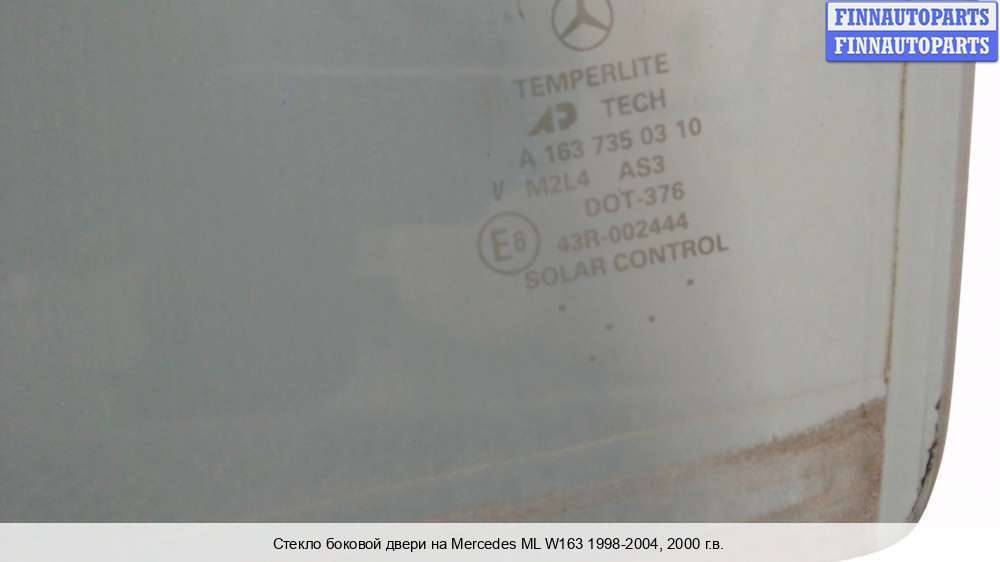 FINNAUTOPARTS
FINNAUTOPARTS
TEMPERLITE
AP TECH
A 163 735 03 10
V M2L4 AS3
DOT-376
E6 43R-002444
SOLAR CONTROL
Стекло боковой двери на Mercedes ML W163 1998-2004, 2000 г.в.